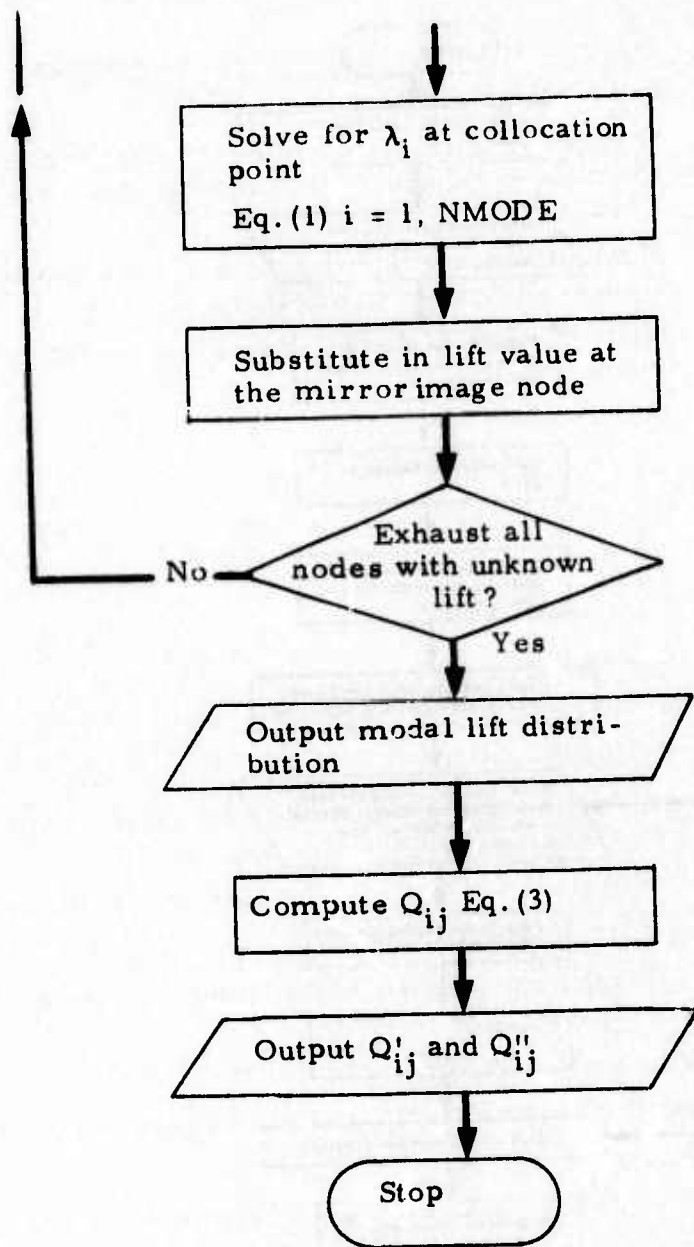 Solve for λi at collocation
point
Eq. (1) i = 1, NMODE
Substitute in lift value at
the mirror image node
Exhaust all
nodes with unknown
lift?
No
Yes
Output modal lift distri-
bution
Compute Qij Eq. (3)
Output Q'ij and Q''ij
Stop